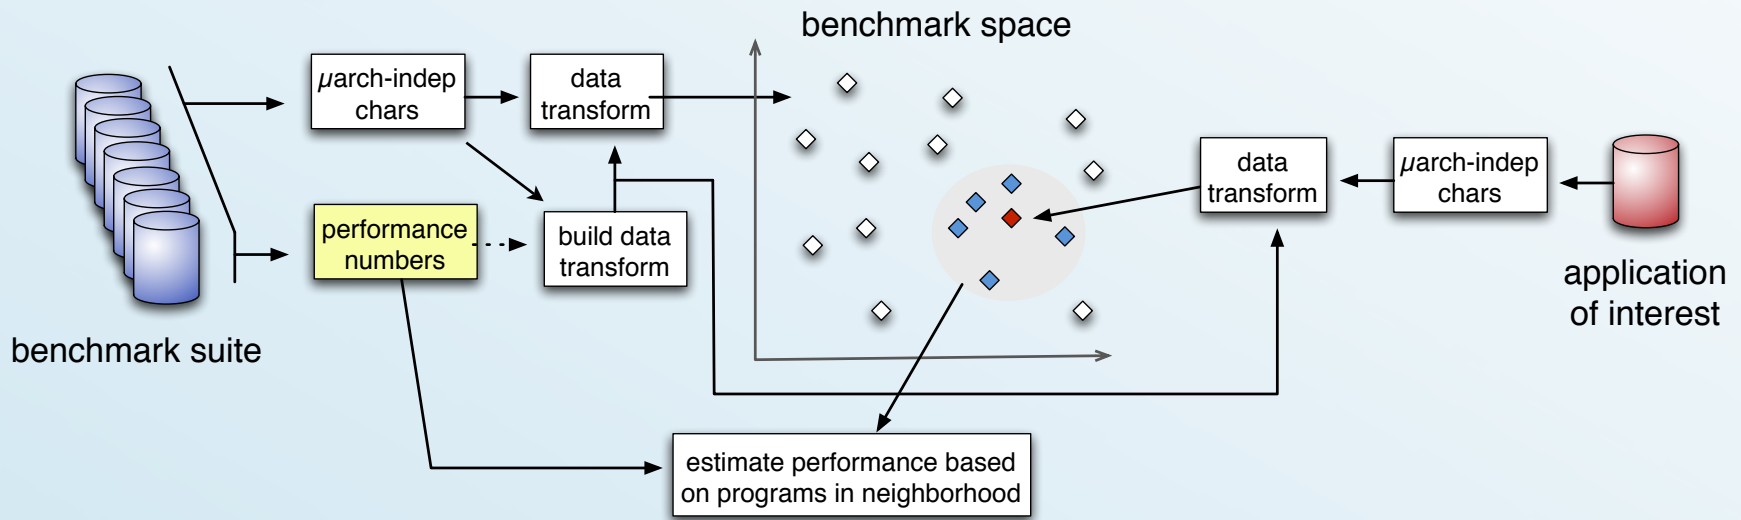 benchmark space
µarch-indep
chars
data
transform
performance
numbers
build data
transform
benchmark suite
data
transform
µarch-indep
chars
application
of interest
estimate performance based
on programs in neighborhood